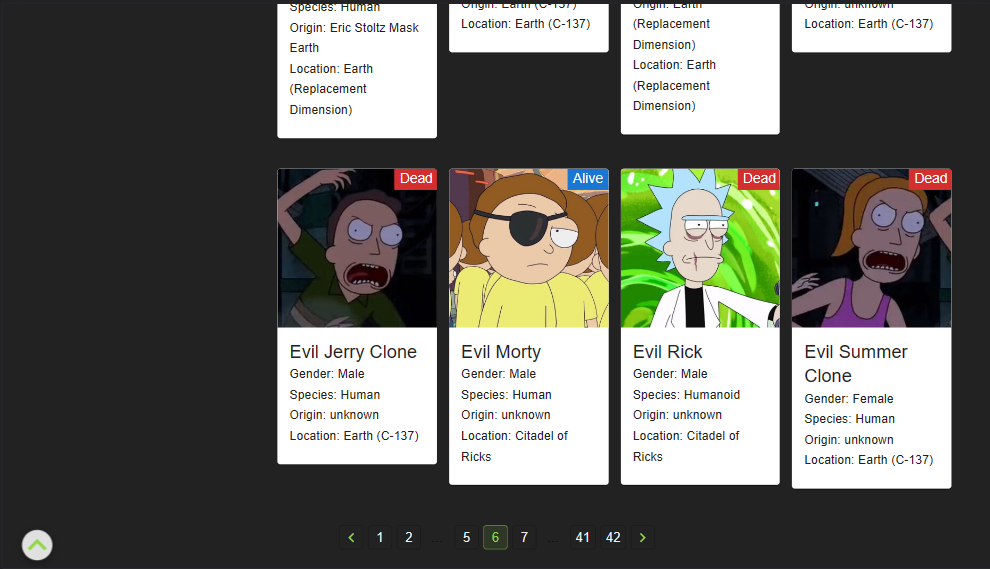 Species: Human
Origin: Eric Stoltz Mask
Earth
Location: Earth
(Replacement
Dimension)
Origin: Earth (C-137)
Location: Earth (C-137)
Origin: Earth
(Replacement
Dimension)
Location: Earth
(Replacement
Dimension)
Origin: unknown
Location: Earth (C-137)
Dead
Evil Jerry Clone
Gender: Male
Species: Human
Origin: unknown
Location: Earth (C-137)
Alive
Evil Morty
Gender: Male
Species: Human
Origin: unknown
Location: Citadel of
Ricks
Dead
Evil Rick
Gender: Male
Species: Humanoid
Origin: unknown
Location: Citadel of
Ricks
Dead
Evil Summer
Clone
Gender: Female
Species: Human
Origin: unknown
Location: Earth (C-137)
1 2 ... 5 6 7 ... 41 42